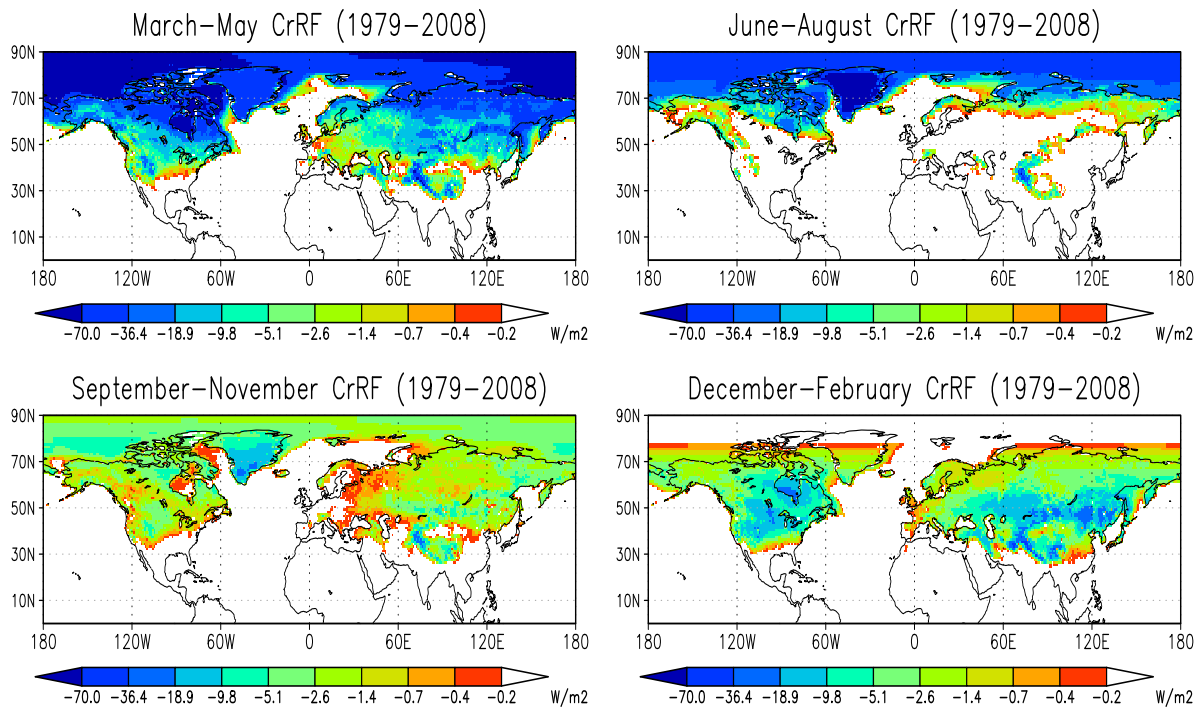 March–May CrRF (1979–2008)
90N
70N
50N
30N
10N
180 120W 60W 0 60E 120E 180
−70.0 −36.4 −18.9 −9.8 −5.1 −2.6 −1.4 −0.7 −0.4 −0.2 W/m2
June–August CrRF (1979–2008)
90N
70N
50N
30N
10N
180 120W 60W 0 60E 120E 180
−70.0 −36.4 −18.9 −9.8 −5.1 −2.6 −1.4 −0.7 −0.4 −0.2 W/m2
September–November CrRF (1979–2008)
90N
70N
50N
30N
10N
180 120W 60W 0 60E 120E 180
−70.0 −36.4 −18.9 −9.8 −5.1 −2.6 −1.4 −0.7 −0.4 −0.2 W/m2
December–February CrRF (1979–2008)
90N
70N
50N
30N
10N
180 120W 60W 0 60E 120E 180
−70.0 −36.4 −18.9 −9.8 −5.1 −2.6 −1.4 −0.7 −0.4 −0.2 W/m2